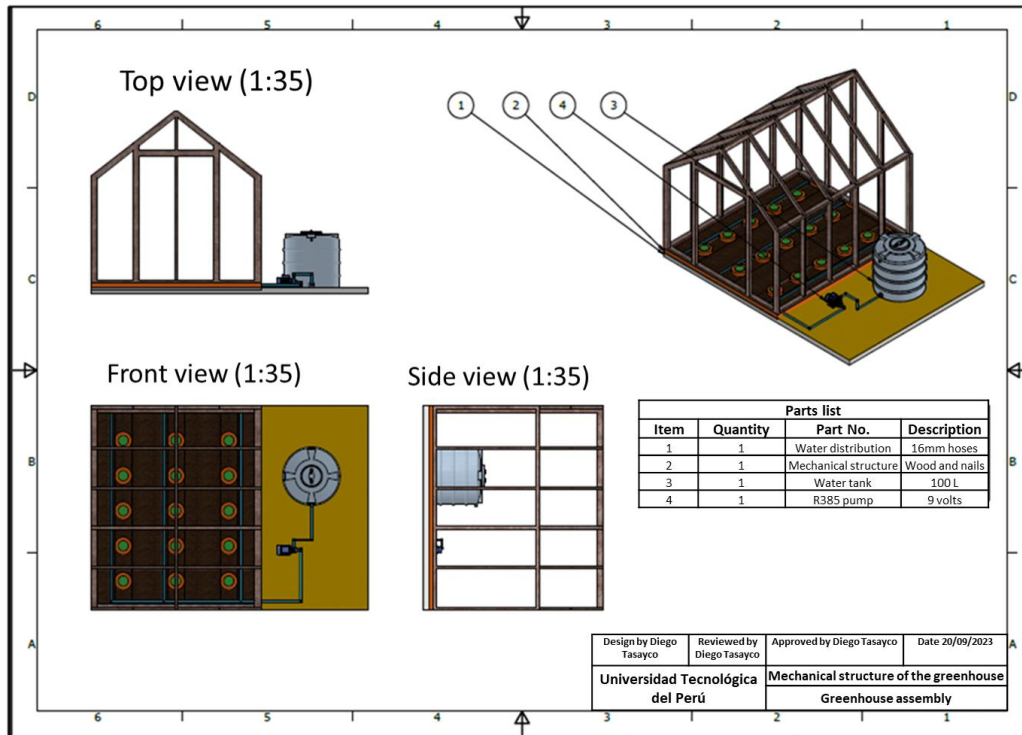 6 5 4 3 2 1
D
D
Top view (1:35)
1 2 4 3
C
C
Front view (1:35)
Side view (1:35)
Parts list
Item Quantity Part No. Description
1 1 Water distribution 16mm hoses
2 1 Mechanical structure Wood and nails
3 1 Water tank 100 L
4 1 R385 pump 9 volts
B
B
A
A
Design by Diego
Tasayco
Reviewed by
Diego Tasayco
Approved by Diego Tasayco
Date 20/09/2023
Universidad Tecnológica
del Perú
Mechanical structure of the greenhouse
Greenhouse assembly
6 5 4 3 2 1